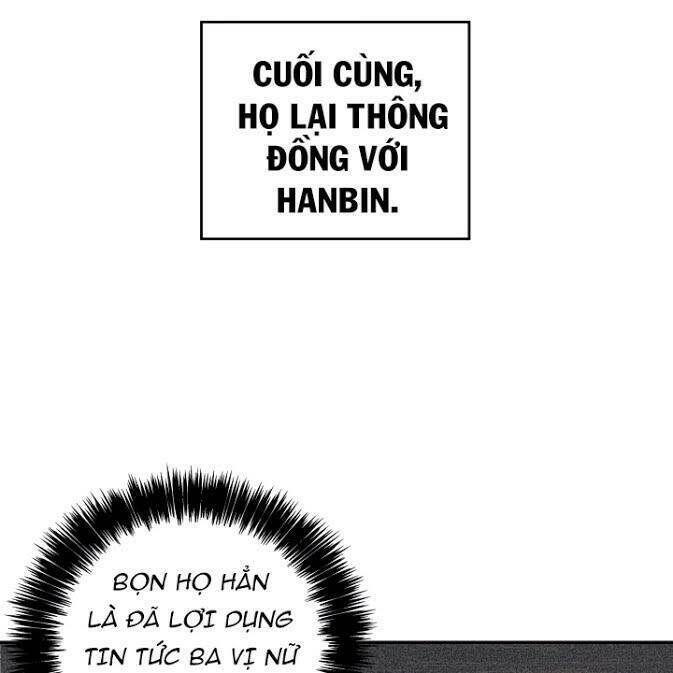 CUỐI CÙNG,
HỌ LẠI THÔNG
ĐỒNG VỚI
HANBIN.
BỌN HỌ HẲN
LÀ ĐÃ LỢI DỤNG
TIN TỨC BA VỊ NỮ